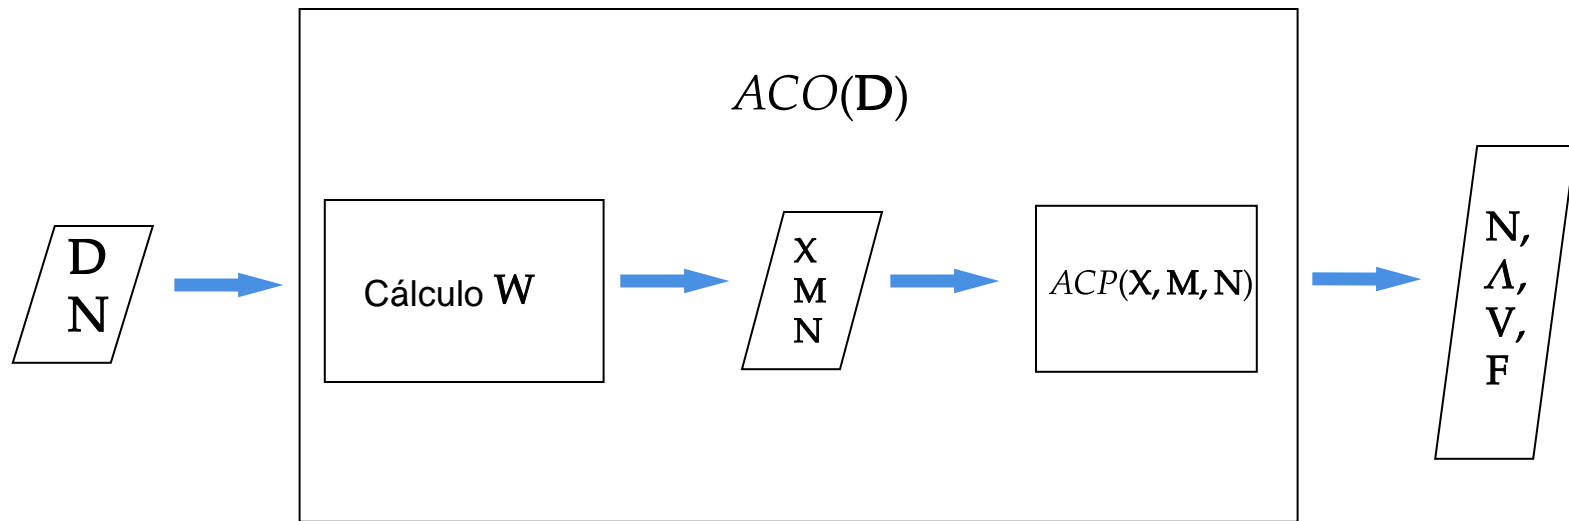 ACO(D)
D
N
Cálculo W
X
M
N
ACP(X, M, N)
N,
Λ,
V,
F